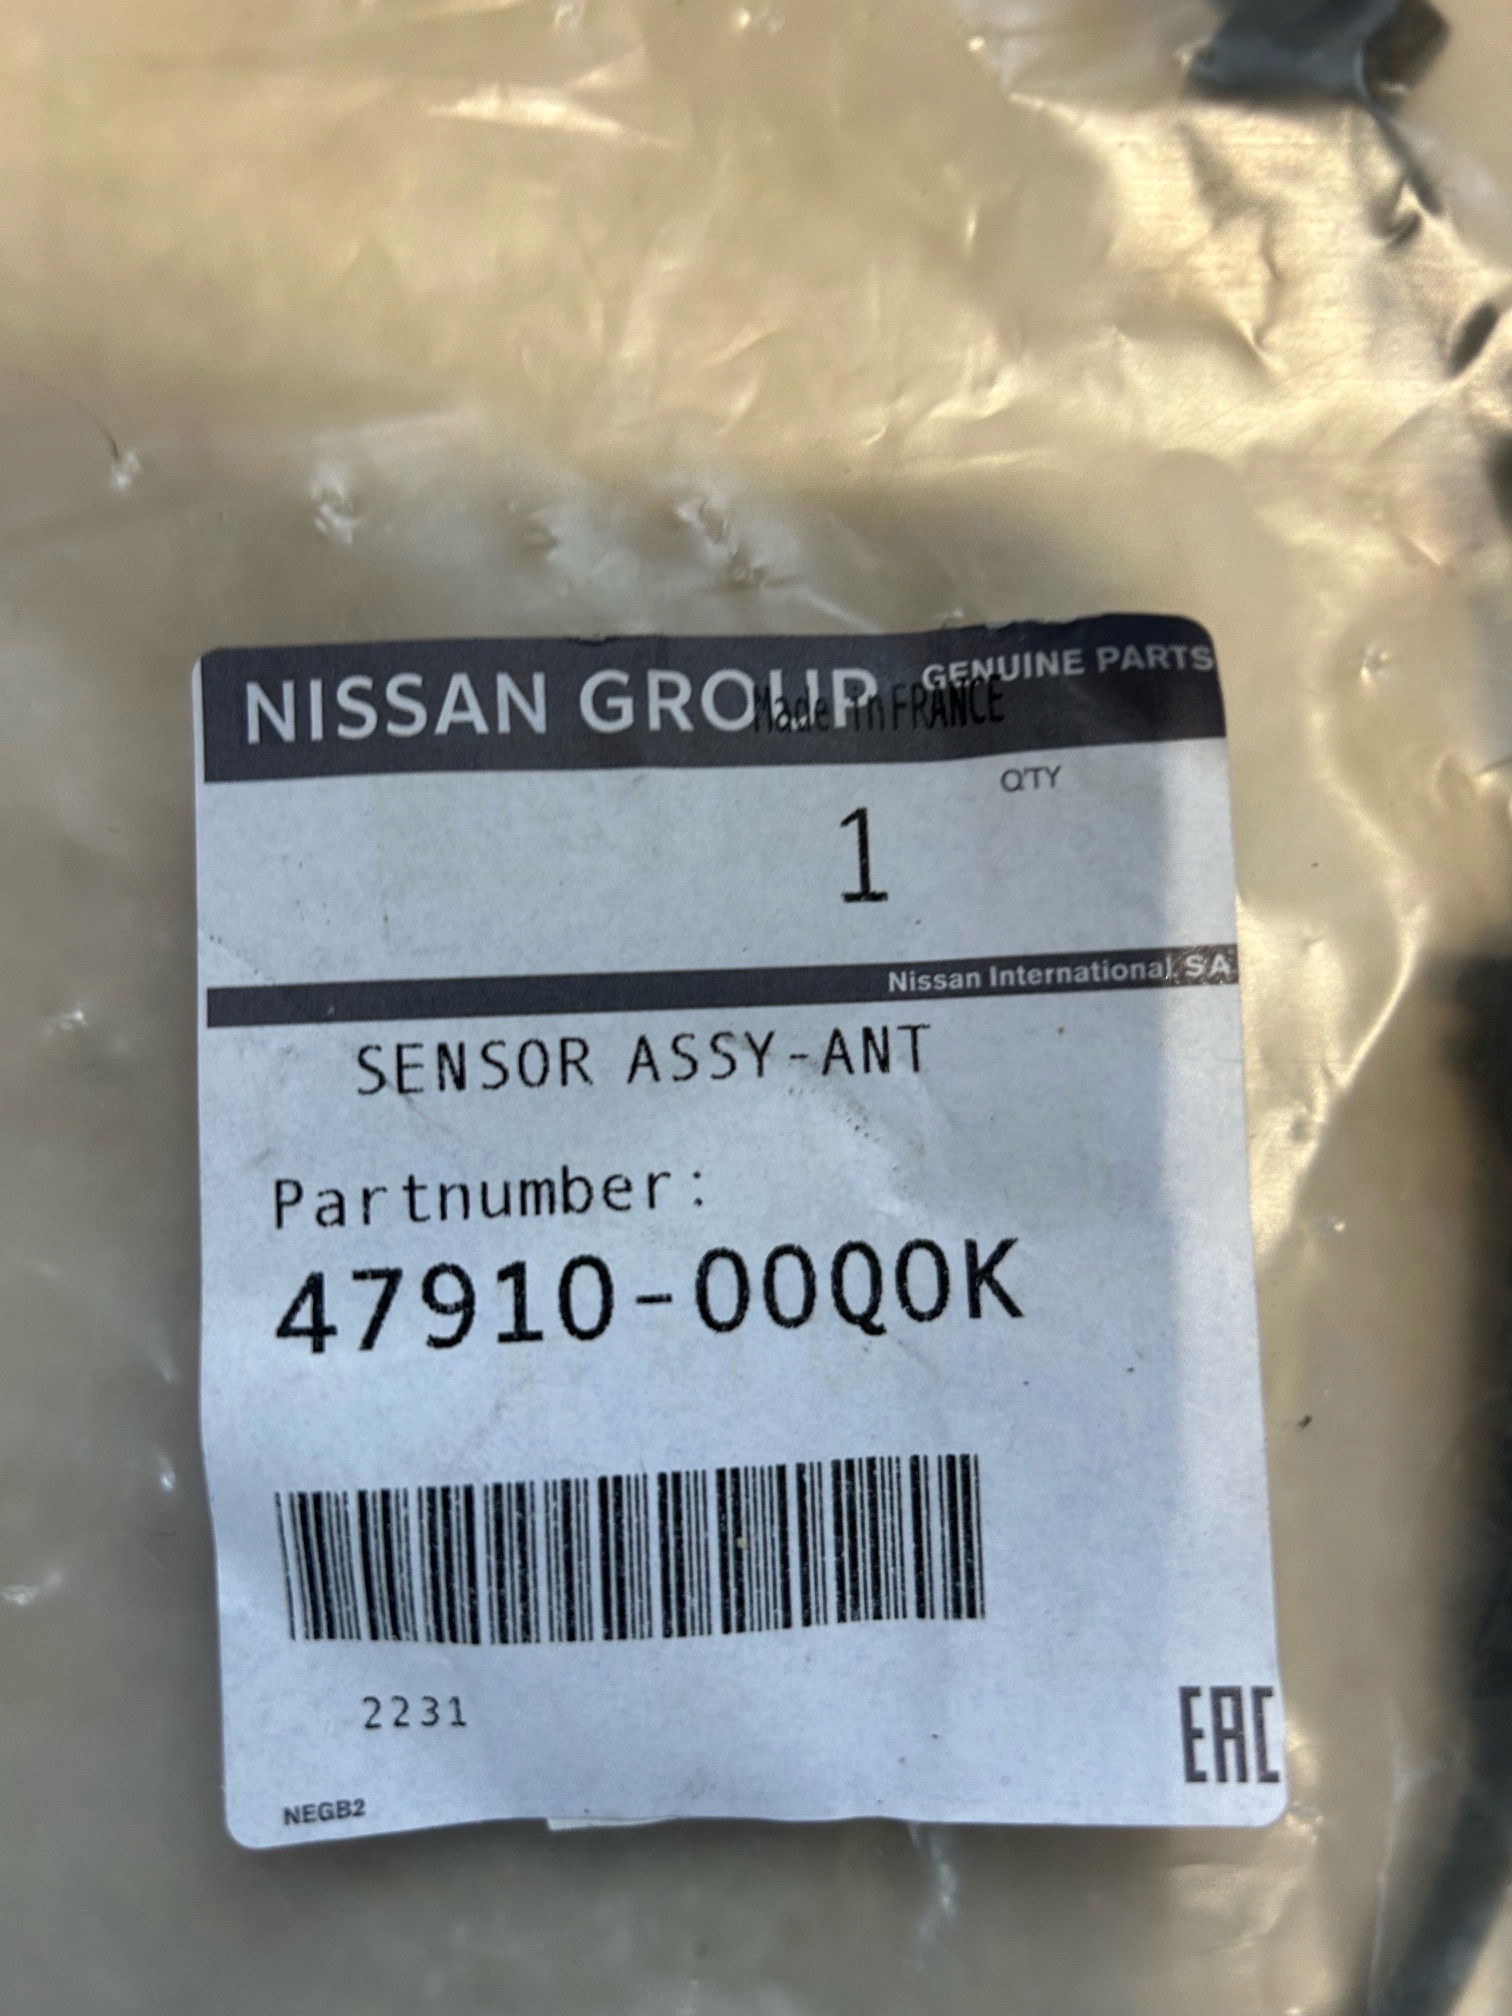 NISSAN GROUP GENUINE PARTS
Made in FRANCE
Q'TY
1
Nissan International SA
SENSOR ASSY-ANT
Partnumber:
47910-00Q0K
2231
EAC
NEGB2